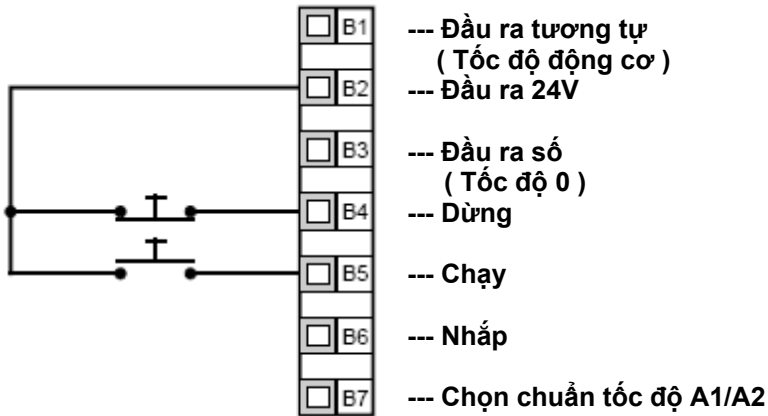 B1 --- Đầu ra tương tự
( Tốc độ động cơ )
B2 --- Đầu ra 24V
B3 --- Đầu ra số
( Tốc độ 0 )
B4 --- Dừng
B5 --- Chạy
B6 --- Nhắp
B7 --- Chọn chuẩn tốc độ A1/A2